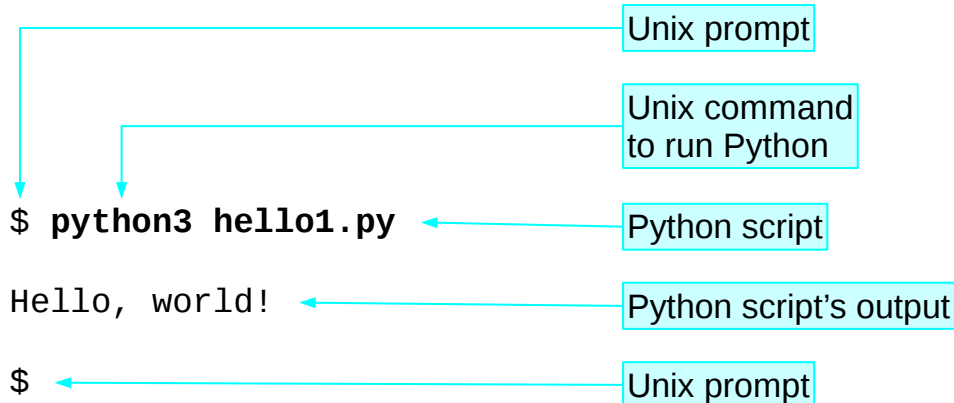 Unix prompt
Unix command
to run Python
$ python3 hello1.py
Python script
Hello, world!
Python script’s output
$
Unix prompt